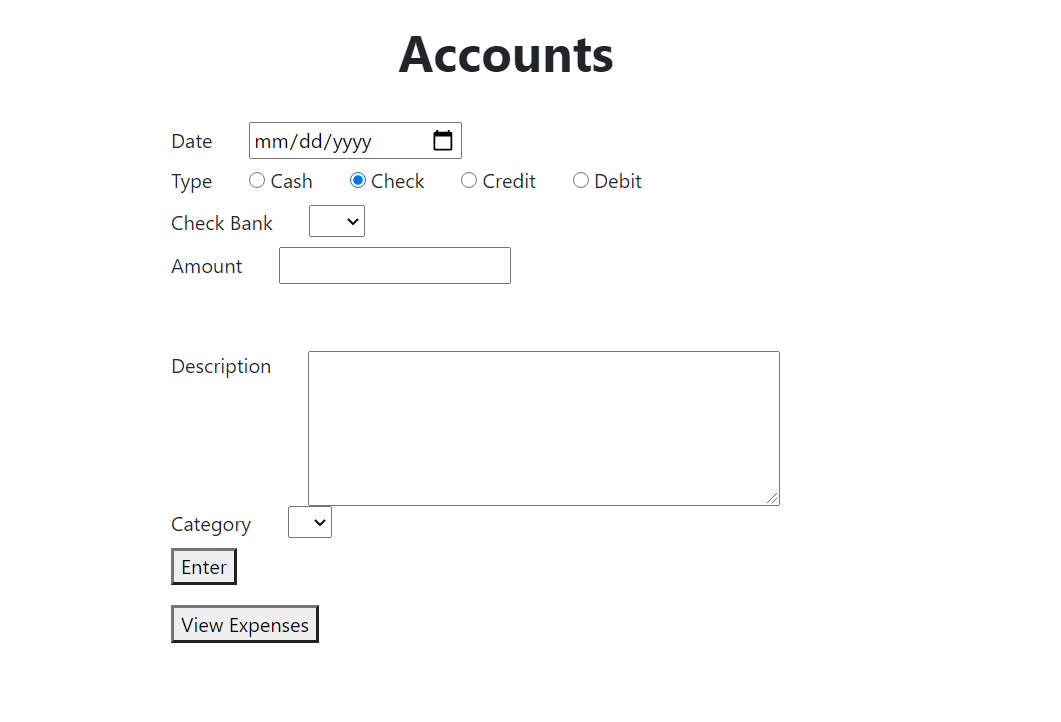 Accounts
Date mm/dd/yyyy
Type Cash Check Credit Debit
Check Bank
Amount
Description
Category
Enter
View Expenses